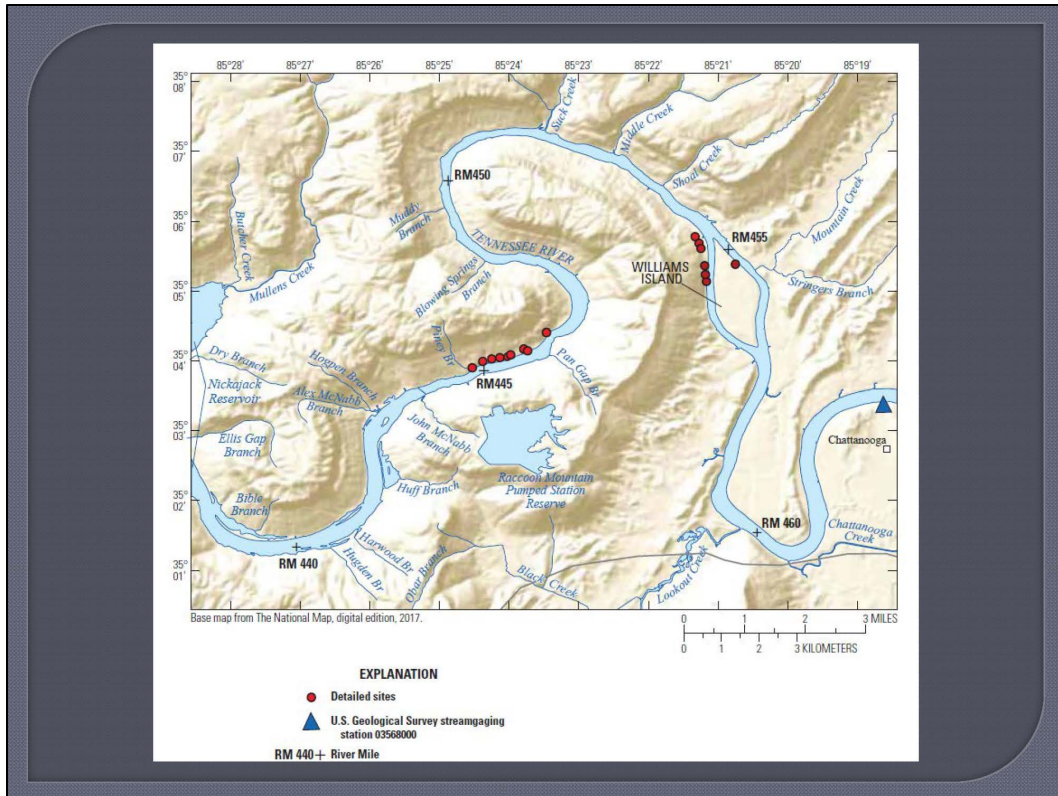 85°28' 85°27' 85°26' 85°25' 85°24' 85°23' 85°22' 85°21' 85°20' 85°19'
35°
08'
Suck Creek
Middle Creek
35°
07'
Shoal Creek
RM450
Mountain Creek
35°
06'
Butcher Creek
Muddy
Branch
TENNESSEE RIVER
RM455
WILLIAMS
ISLAND
Mullens Creek
Blowing Springs
Branch
Stringers Branch
35°
05'
Piney Br
35°
04'
Dry Branch
Hogpen Branch
RM445
Pan Gap Br
Nickajack
Reservoir
Alex McNabb
Branch
35°
03'
John McNabb
Branch
Chattanooga
Ellis Gap
Branch
Huff Branch
Raccoon Mountain
Pumped Station
Reserve
35°
02'
Bible
Branch
RM 460
Chattanooga
Creek
RM 440
Harwood Br
Hugden Br
Obar Branch
Black Creek
Lookout Creek
35°
01'
Base map from The National Map, digital edition, 2017.
0 1 2 3 MILES
0 1 2 3 KILOMETERS
EXPLANATION
Detailed sites
U.S. Geological Survey streamgaging
station 03568000
RM 440+ River Mile